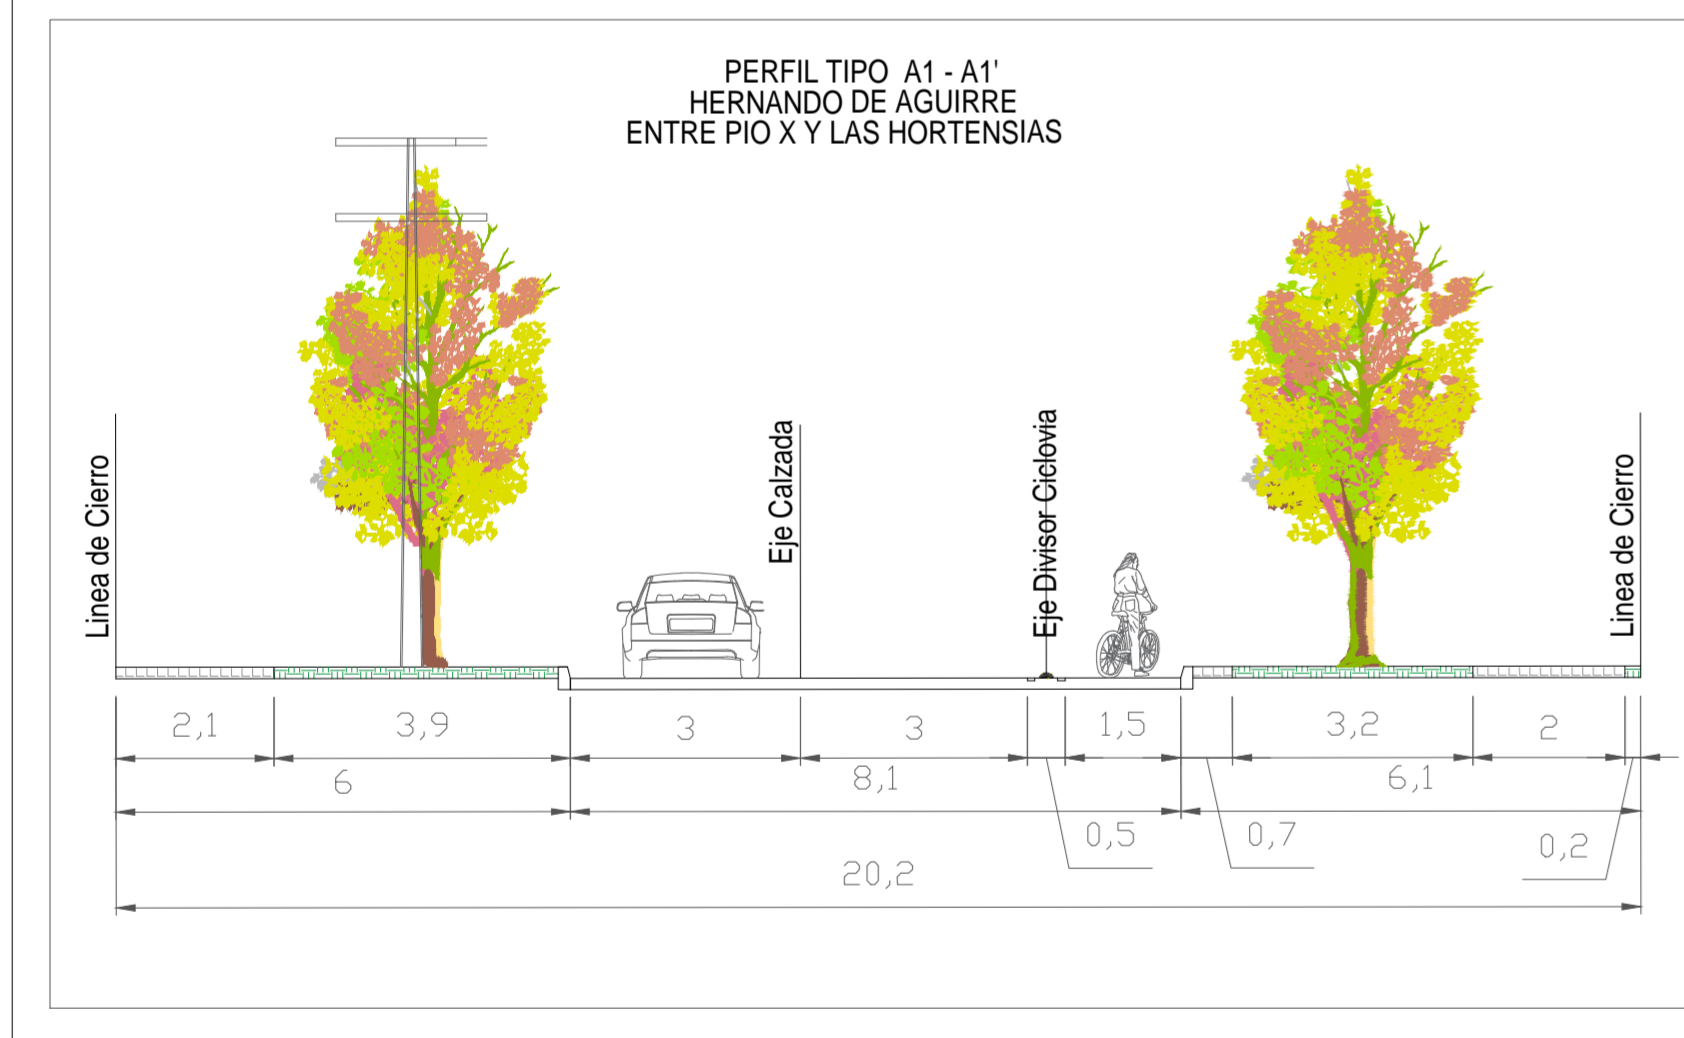 PERFIL TIPO  A1 - A1'
HERNANDO DE AGUIRRE
ENTRE PIO X Y LAS HORTENSIAS
Linea de Cierro
Eje Calzada
Eje Divisor Ciclovia
Linea de Cierro
2,1
3,9
3
3
1,5
3,2
2
6
8,1
6,1
0,5
0,7
0,2
20,2